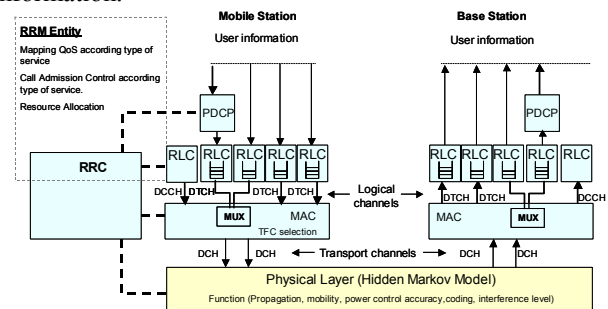 nformation.
RRM Entity
Mapping QoS according type of
service
Call Admission Control according
type of service.
Resource Allocation
Mobile Station
User information
Base Station
User information
PDCP
PDCP
RLC
RLC
RLC
RLC
RLC
RLC
RLC
RLC
RLC
RLC
RRC
DCCH
DTCH
DTCH
DTCH
Logical
channels
DTCH
DTCH
DTCH
DCCH
MUX
MAC
TFC selection
MAC
MUX
DCH
DCH
Transport channels
DCH
DCH
Physical Layer (Hidden Markov Model)
Function (Propagation, mobility, power control accuracy,coding, interference level)